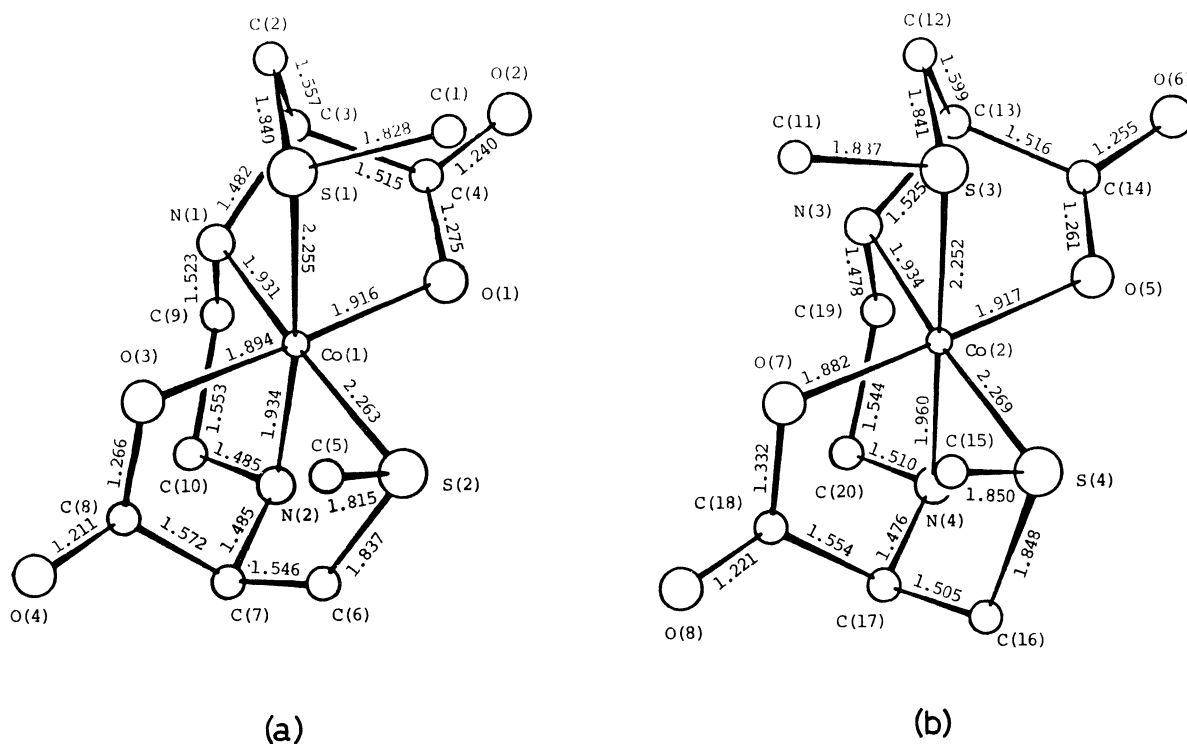 C(2)
1.557
O(2)
C(1)
C(3)
1.840
1.828
1.240
1.515
C(4)
1.482
S(1)
N(1)
2.255
1.275
1.931
1.523
1.916
O(1)
C(9)
O(3)
1.894
Co(1)
1.553
1.934
2.263
C(5)
1.266
1.485
C(10)
1.815
S(2)
N(2)
C(8)
1.211
1.572
1.485
1.837
1.546
O(4)
C(7)
C(6)
(a)
C(12)
O(6)
1.599
C(11)
C(13)
1.841
1.255
1.516
1.837
S(3)
C(14)
N(3)
1.525
1.261
2.252
1.934
1.478
O(5)
1.917
C(19)
Co(2)
O(7)
1.882
2.269
1.544
1.960
C(15)
1.332
1.510
S(4)
C(20)
1.850
C(18)
N(4)
1.476
1.848
1.554
1.221
1.505
O(8)
C(17)
C(16)
(b)